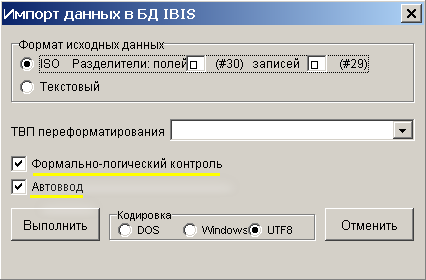 Импорт данных в БД IBIS
Формат исходных данных
ISO Разделители: полей (#30) записей (#29)
Текстовый
ТВП переформатирования
Формально-логический контроль
Автоввод
Выполнить
Кодировка
DOS Windows UTF8
Отменить